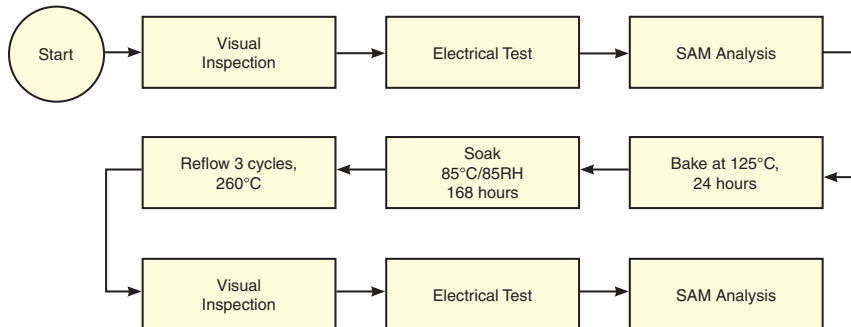 Start
Visual
Inspection
Electrical Test
SAM Analysis
Reflow 3 cycles,
260°C
Soak
85°C/85RH
168 hours
Bake at 125°C,
24 hours
Visual
Inspection
Electrical Test
SAM Analysis